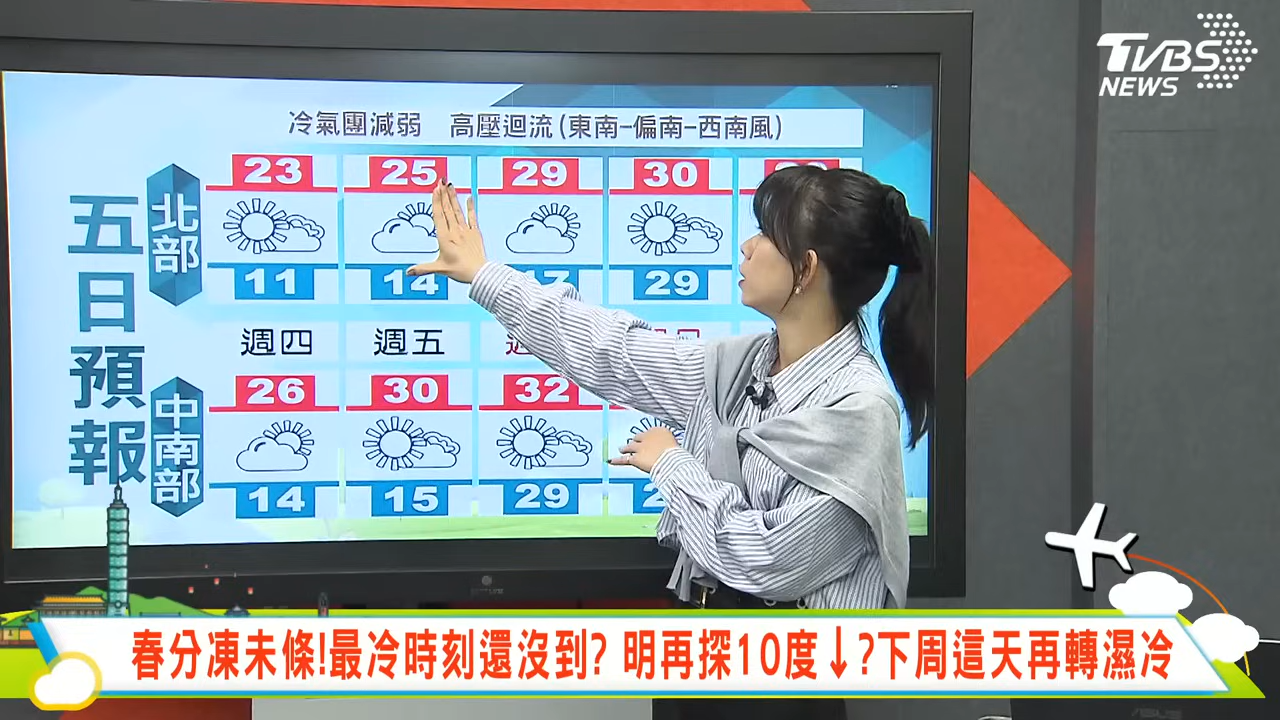 TVBS
NEWS
冷氣團減弱 高壓迴流(東南-偏南-西南風)
五日預報
北部
23 25 29 30
11 14 17 29
週四 週五
中南部
26 30 32
14 15 29
春分凍未條!最冷時刻還沒到? 明再探10度↓?下周這天再轉濕冷